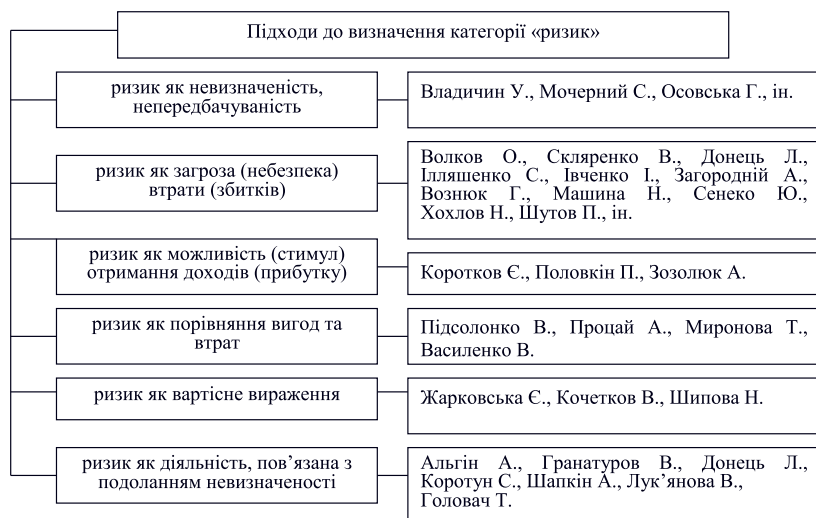 Підходи до визначення категорії «ризик»
ризик як невизначеність,
непередбачуваність
Владичин У., Мочерний С., Осовська Г., ін.
ризик як загроза (небезпека)
втрати (збитків)
Волков О., Скляренко В., Донець Л.,
Ілляшенко С., Івченко І., Загородній А.,
Вознюк Г., Машина Н., Сенеко Ю.,
Хохлов Н., Шутов П., ін.
ризик як можливість (стимул)
отримання доходів (прибутку)
Коротков Є., Половкін П., Зозолюк А.
ризик як порівняння вигод та
втрат
Підсолонко В., Процай А., Миронова Т.,
Василенко В.
ризик як вартісне вираження
Жарковська Є., Кочетков В., Шипова Н.
ризик як діяльність, пов’язана з
подоланням невизначеності
Альгін А., Гранатуров В., Донець Л.,
Коротун С., Шапкін А., Лук’янова В.,
Головач Т.